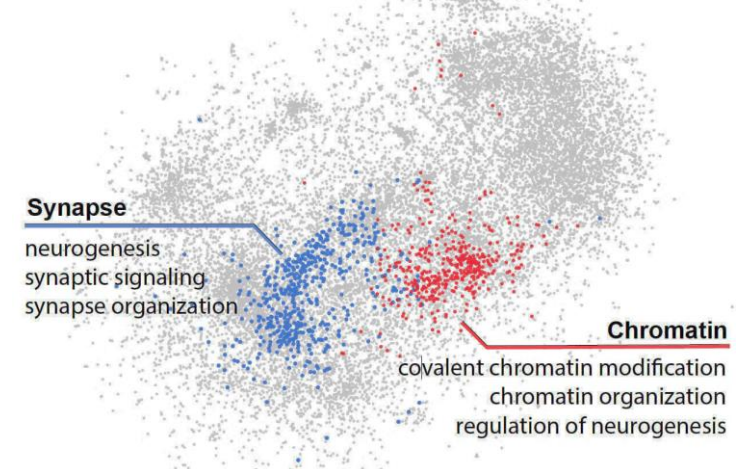 Synapse
neurogenesis
synaptic signaling
synapse organization
Chromatin
covalent chromatin modification
chromatin organization
regulation of neurogenesis